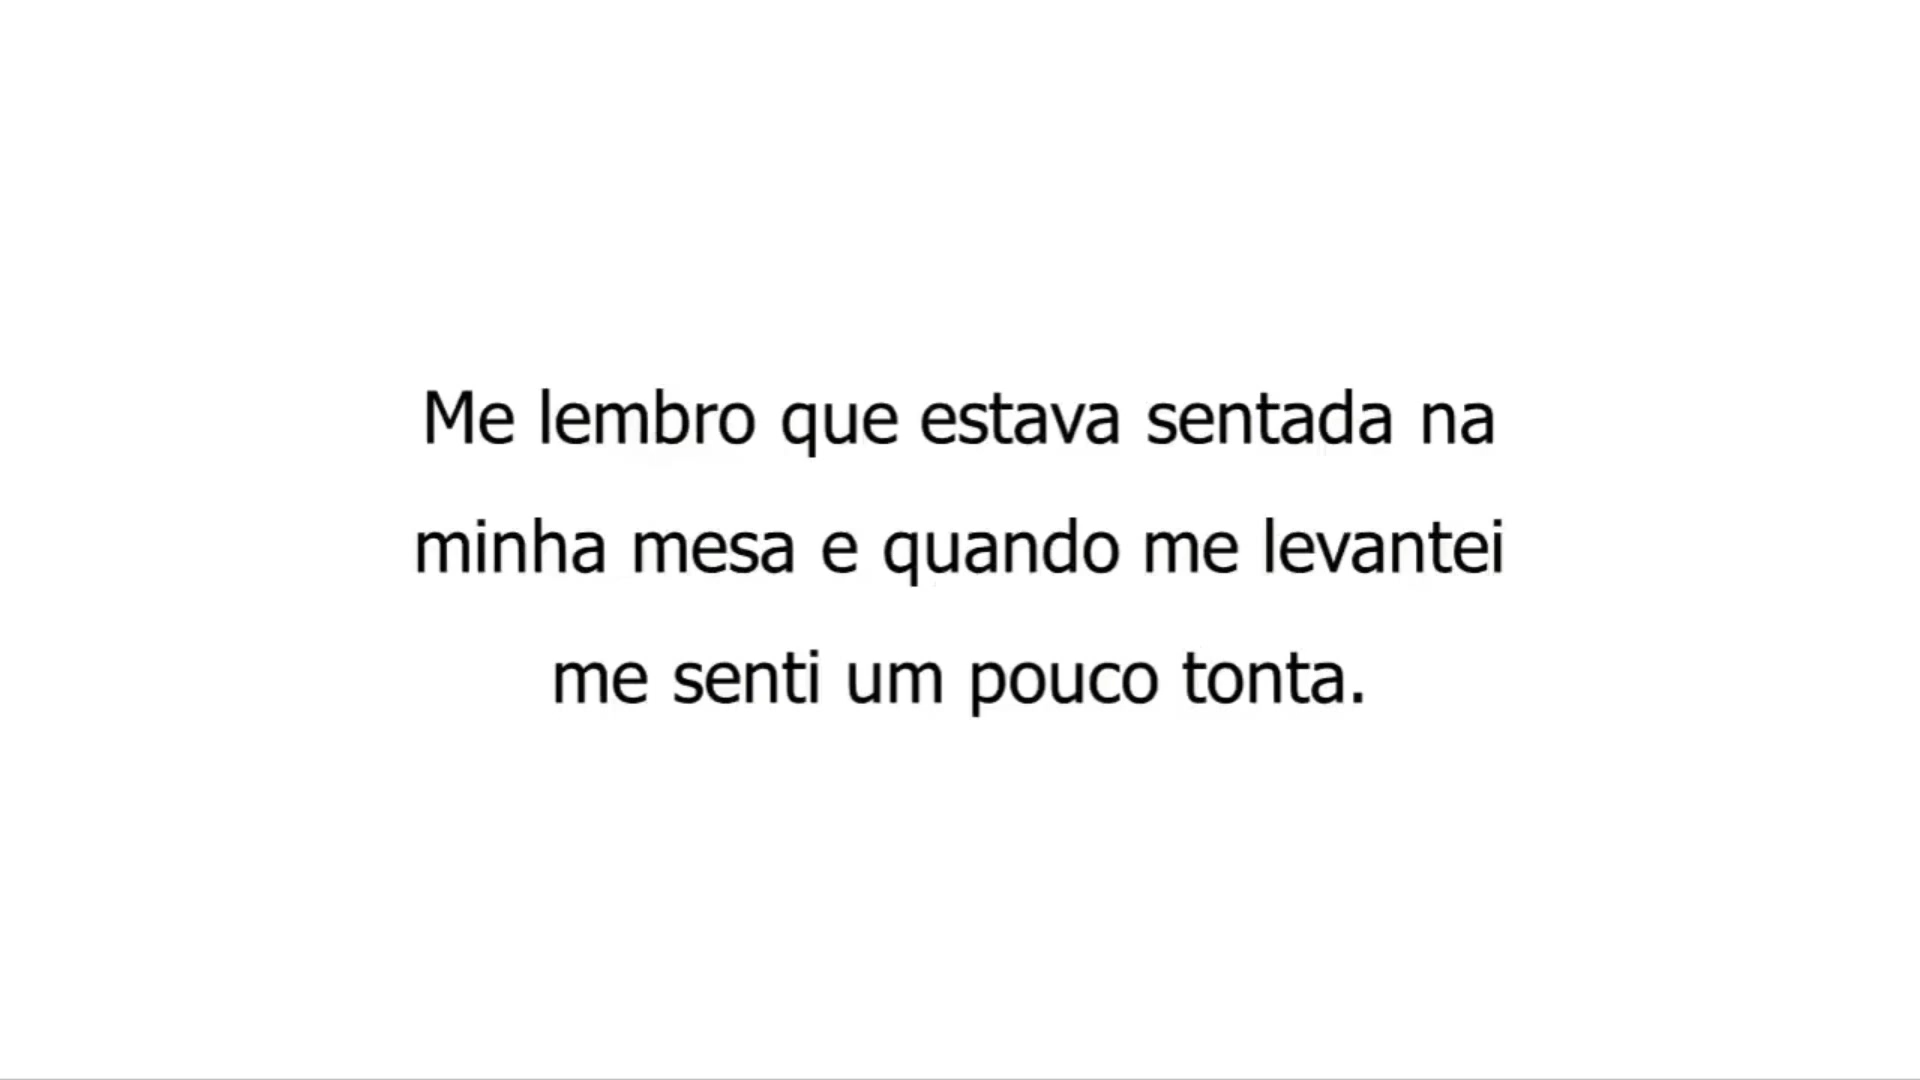 Me lembro que estava sentada na
minha mesa e quando me levantei
me senti um pouco tonta.